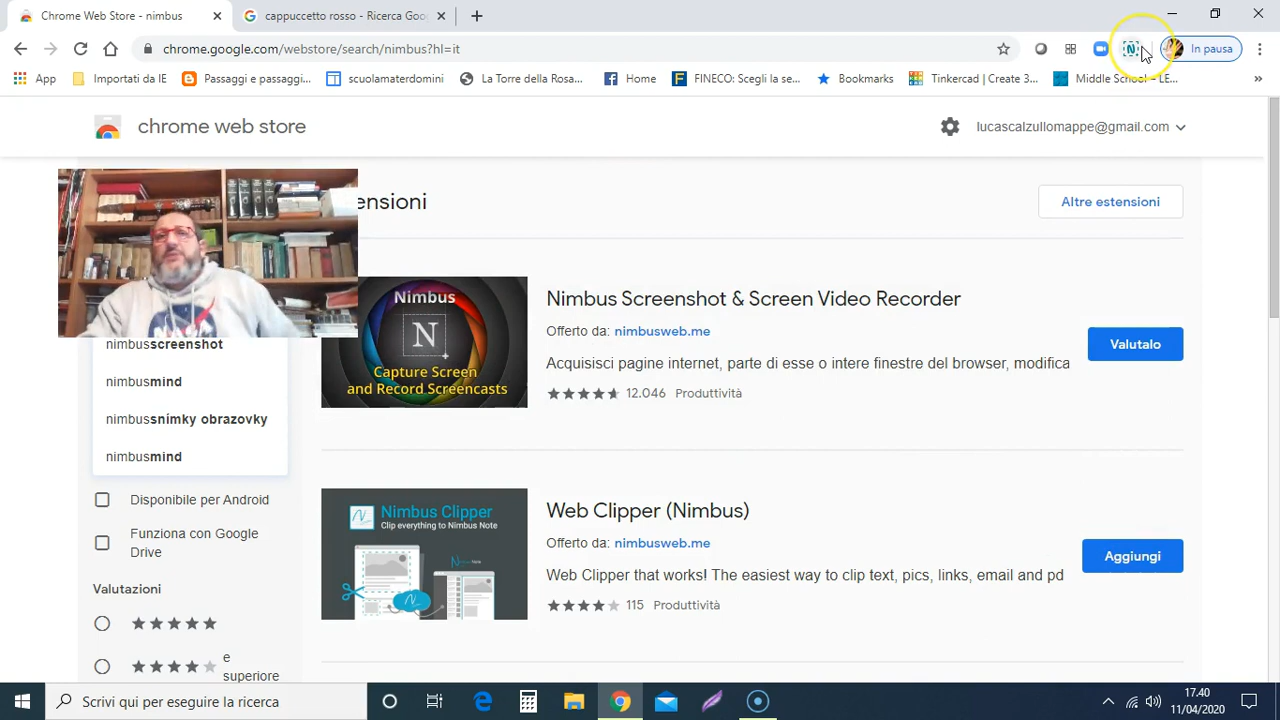 Chrome Web Store - nimbus
cappuccetto rosso - Ricerca Goo
chrome.google.com/webstore/search/nimbus?hl=it
In pausa
App
Importati da IE
Passaggi e passaggi...
scuolamaterdomini
La Torre della Rosa...
Home
FINECO: Scegli la se...
Bookmarks
Tinkercad | Create 3...
Middle School – LE...
chrome web store
lucascalzullomappe@gmail.com
ensioni
Altre estensioni
Nimbus
N
Capture Screen
and Record Screencasts
Nimbus Screenshot & Screen Video Recorder
Offerto da: nimbusweb.me
Acquisisci pagine internet, parte di esse o intere finestre del browser, modifica
12.046 Produttività
Valutalo
nimbusscreenshot
nimbusmind
nimbussnímky obrazovky
nimbusmind
Disponibile per Android
Funziona con Google
Drive
Valutazioni
e
superiore
Nimbus Clipper
Clip everything to Nimbus Note
Web Clipper (Nimbus)
Offerto da: nimbusweb.me
Web Clipper that works! The easiest way to clip text, pics, links, email and pd
115 Produttività
Aggiungi
Scrivi qui per eseguire la ricerca
17.40
11/04/2020